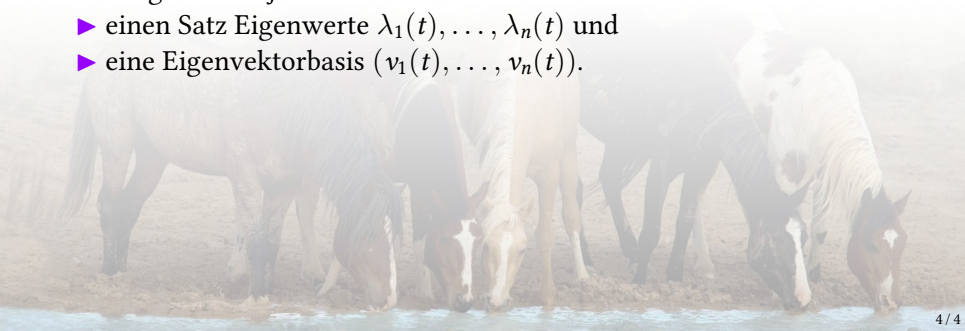 ▶ einen Satz Eigenwerte λ₁(t), . . . , λₙ(t) und
▶ eine Eigenvektorbasis (v₁(t), . . . , vₙ(t)).
4 / 4